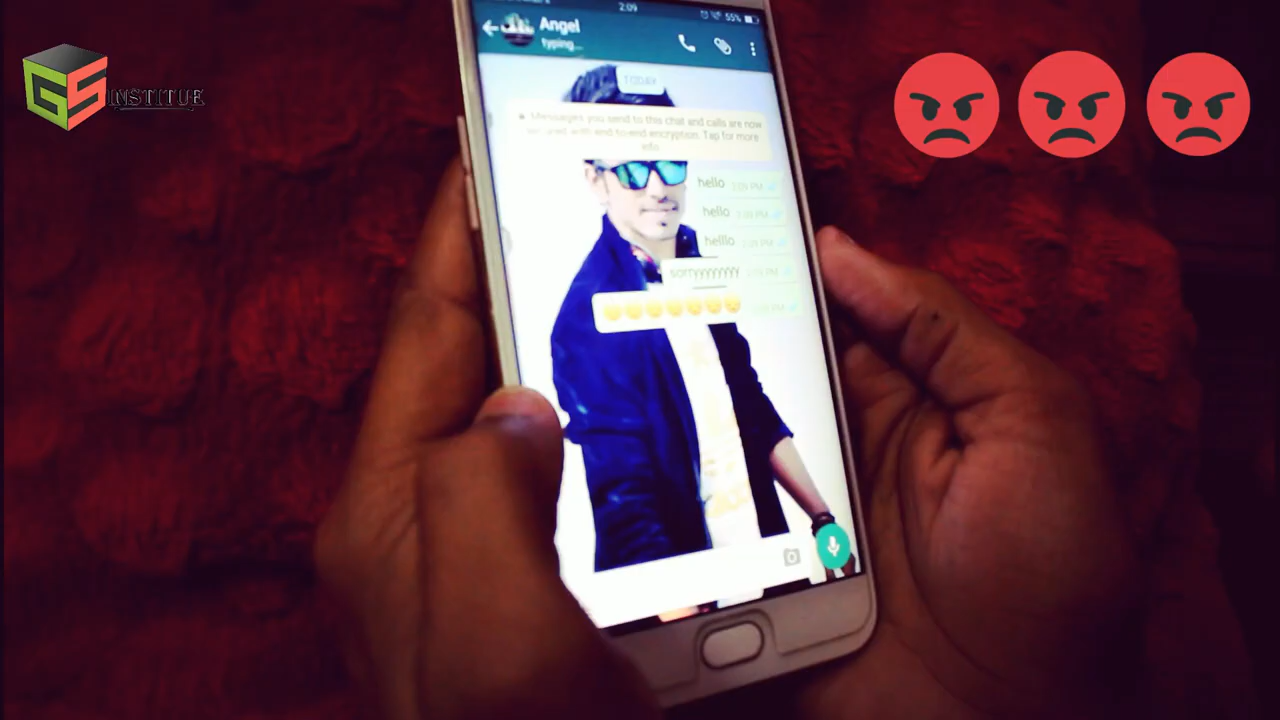 2:09
55%
Angel
typing...
TODAY
Messages you send to this chat and calls are now
secured with end-to-end encryption. Tap for more
info.
hello
hello
helllo
sorryyyyyyyy
GS INSTITUE